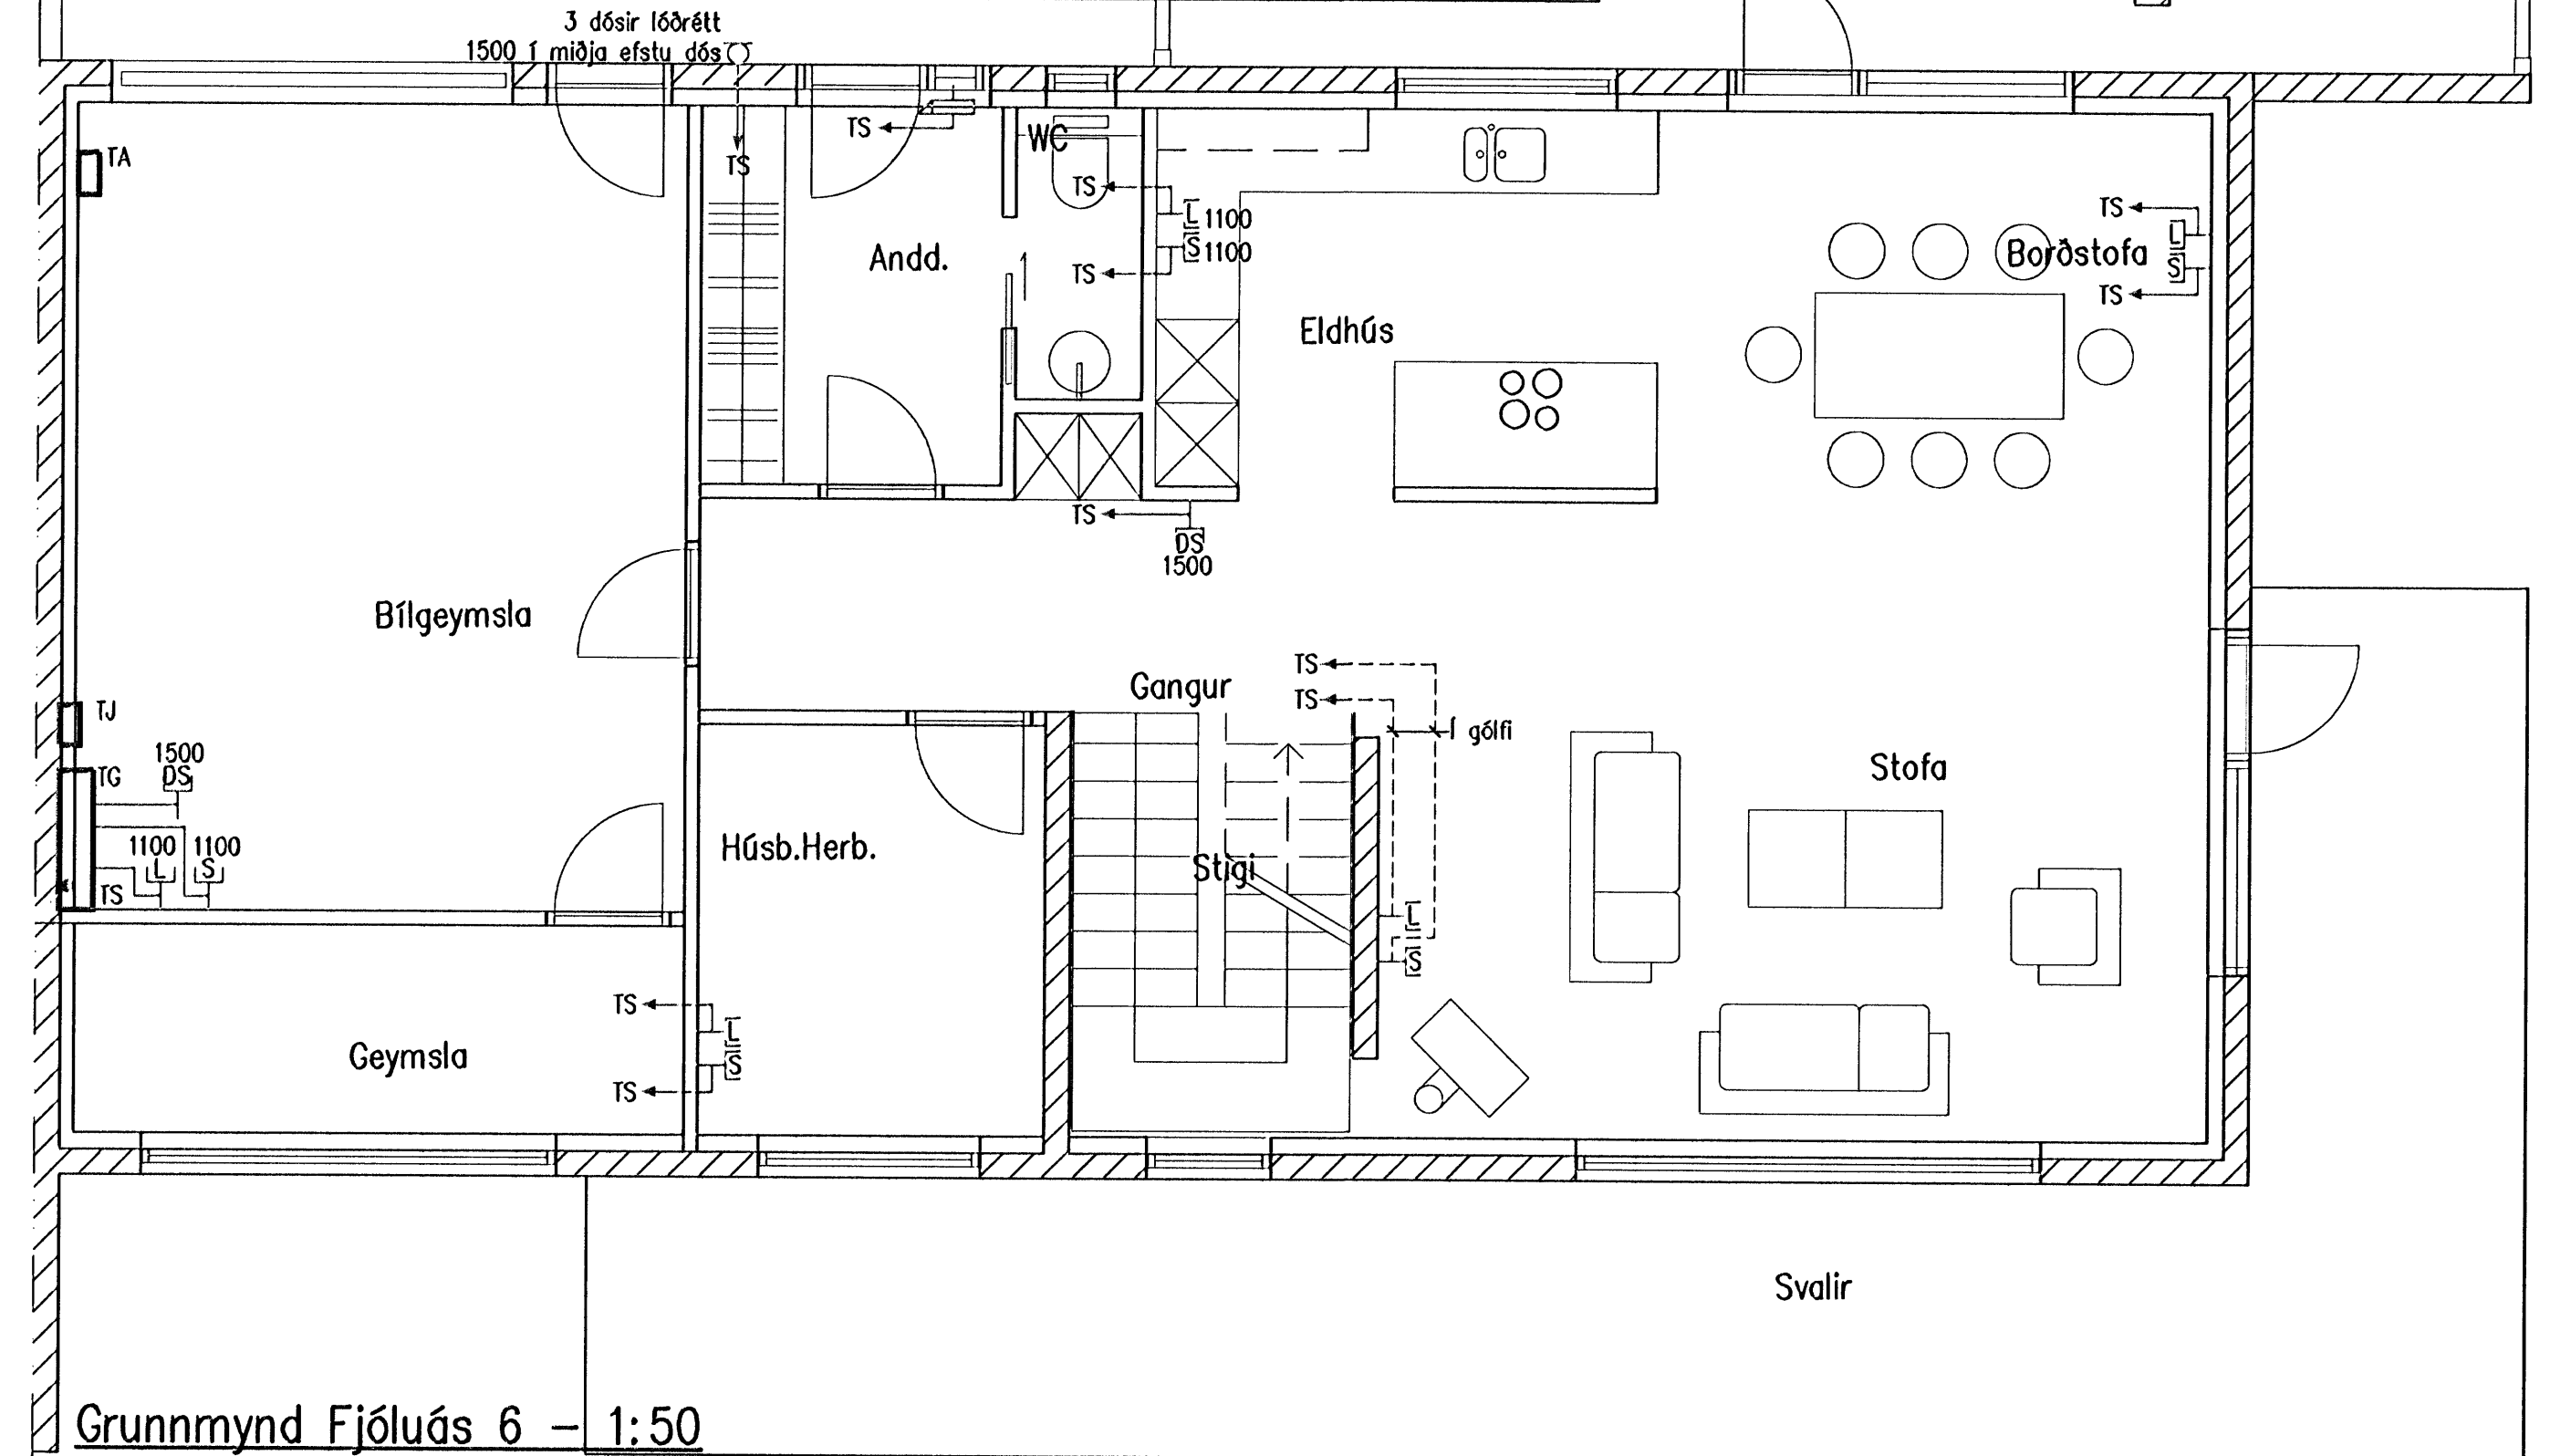 3 dósir lóðrétt
1500 í miðja efstu dós
TA
TS
TS
WC
TS
L 1100
S 1100
TS
Andd.
Eldhús
TS
L
Borðstofa
S
TS
TS
DS
1500
Bílgeymsla
TS
TS
Gangur
Í gólfi
Stofa
TJ
1500
DS
TG
1100
L
1100
S
TS
Húsb.Herb.
Stigi
L
S
TS
L
S
TS
Geymsla
Svalir
Grunnmynd Fjóluás 6 - 1:50